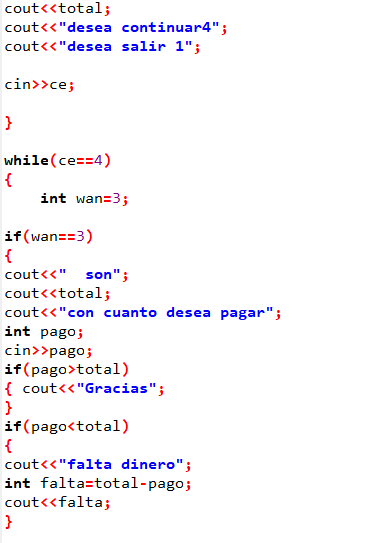 cout<<total;
cout<<"desea continuar4";
cout<<"desea salir 1";
cin>>ce;
}
while(ce==4)
{
int wan=3;
if(wan==3)
{
cout<<"  son";
cout<<total;
cout<<"con cuanto desea pagar";
int pago;
cin>>pago;
if(pago>total)
{ cout<<"Gracias";
}
if(pago<total)
{
cout<<"falta dinero";
int falta=total-pago;
cout<<falta;
}